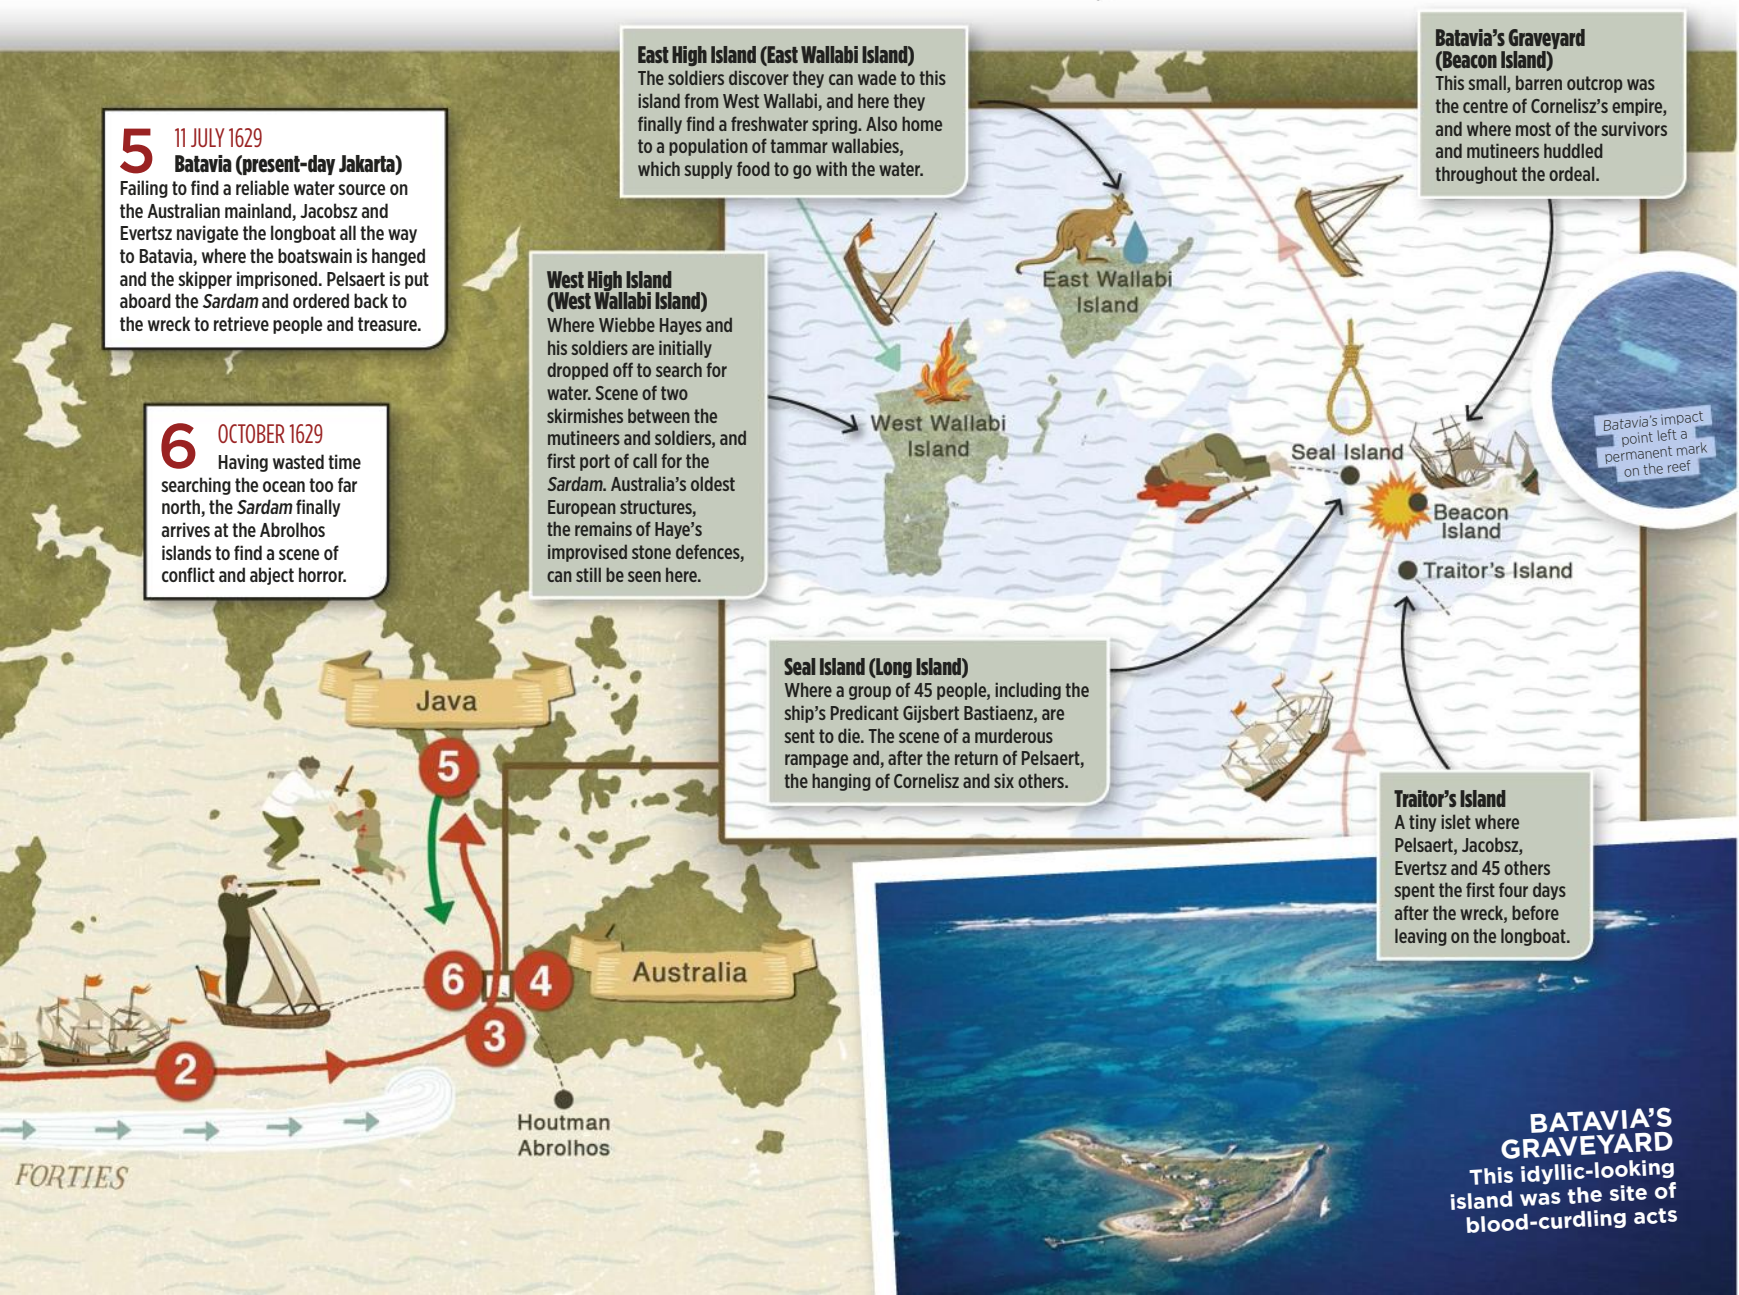 5
11 JULY 1629
Batavia (present-day Jakarta)
Failing to find a reliable water source on
the Australian mainland, Jacobsz and
Evertsz navigate the longboat all the way
to Batavia, where the boatswain is hanged
and the skipper imprisoned. Pelsaert is put
aboard the Sardam and ordered back to
the wreck to retrieve people and treasure.
6
OCTOBER 1629
Having wasted time
searching the ocean too far
north, the Sardam finally
arrives at the Abrolhos
islands to find a scene of
conflict and abject horror.
East High Island (East Wallabi Island)
The soldiers discover they can wade to this
island from West Wallabi, and here they
finally find a freshwater spring. Also home
to a population of tammar wallabies,
which supply food to go with the water.
West High Island
(West Wallabi Island)
Where Wiebbe Hayes and
his soldiers are initially
dropped off to search for
water. Scene of two
skirmishes between the
mutineers and soldiers, and
first port of call for the
Sardam. Australia's oldest
European structures,
the remains of Haye's
improvised stone defences,
can still be seen here.
Batavia's Graveyard
(Beacon Island)
This small, barren outcrop was
the centre of Cornelisz's empire,
and where most of the survivors
and mutineers huddled
throughout the ordeal.
East Wallabi
Island
West Wallabi
Island
Seal Island
Beacon
Island
Traitor's Island
Batavia's impact
point left a
permanent mark
on the reef
Seal Island (Long Island)
Where a group of 45 people, including the
ship's Predicant Gijsbert Bastiaenz, are
sent to die. The scene of a murderous
rampage and, after the return of Pelsaert,
the hanging of Cornelisz and six others.
Traitor's Island
A tiny islet where
Pelsaert, Jacobsz,
Evertsz and 45 others
spent the first four days
after the wreck, before
leaving on the longboat.
Java
5
6
4
3
2
Australia
Houtman
Abrolhos
FORTIES
BATAVIA'S
GRAVEYARD
This idyllic-looking
island was the site of
blood-curdling acts